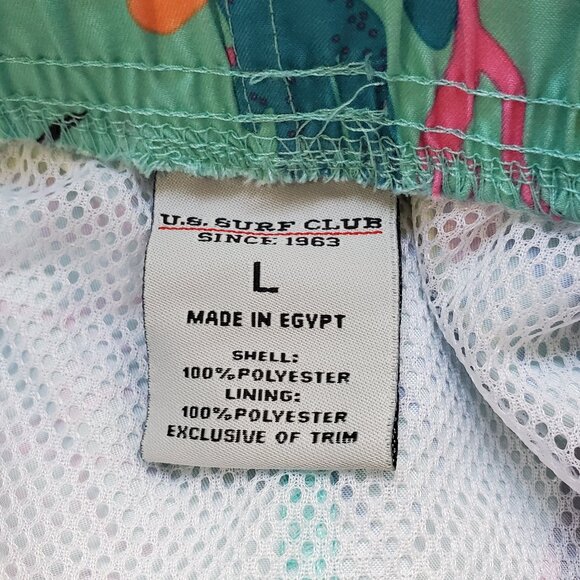 U.S. SURF CLUB
SINCE 1963
L
MADE IN EGYPT
SHELL:
100% POLYESTER
LINING:
100% POLYESTER
EXCLUSIVE OF TRIM